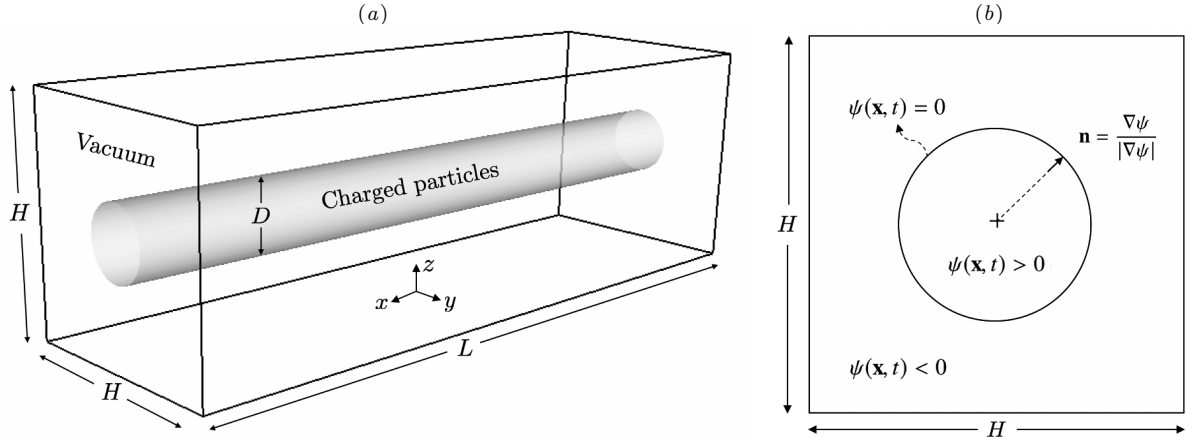 (a)
Vacuum
Charged particles
D
H
H
L
x
y
z
(b)
ψ(𝐱, t) = 0
𝐧 = ∇ψ / |∇ψ|
ψ(𝐱, t) > 0
ψ(𝐱, t) < 0
H
H